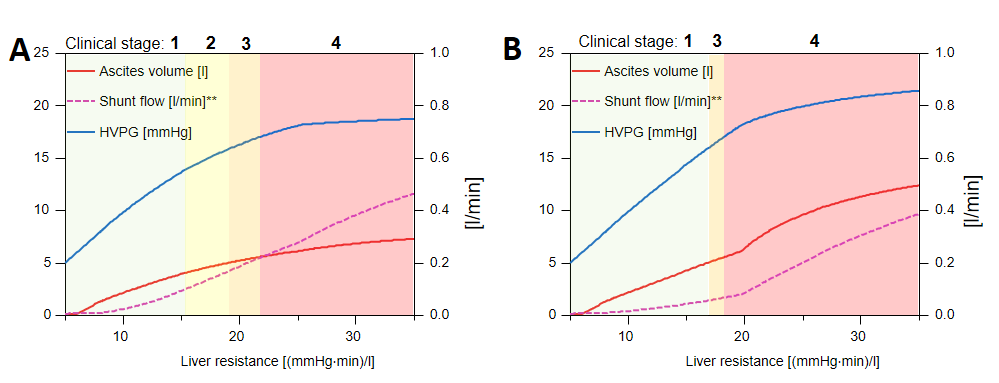 A
Clinical stage: 1 2 3 4
25 1.0
Ascites volume [l]
20 0.8
Shunt flow [l/min]**
HVPG [mmHg]
15 0.6
10 0.4
5 0.2
0 0.0
[l/min]
10 20 30
Liver resistance [(mmHg·min)/l]
B
Clinical stage: 1 3 4
25 1.0
Ascites volume [l]
20 0.8
Shunt flow [l/min]**
HVPG [mmHg]
15 0.6
10 0.4
5 0.2
0 0.0
[l/min]
10 20 30
Liver resistance [(mmHg·min)/l]